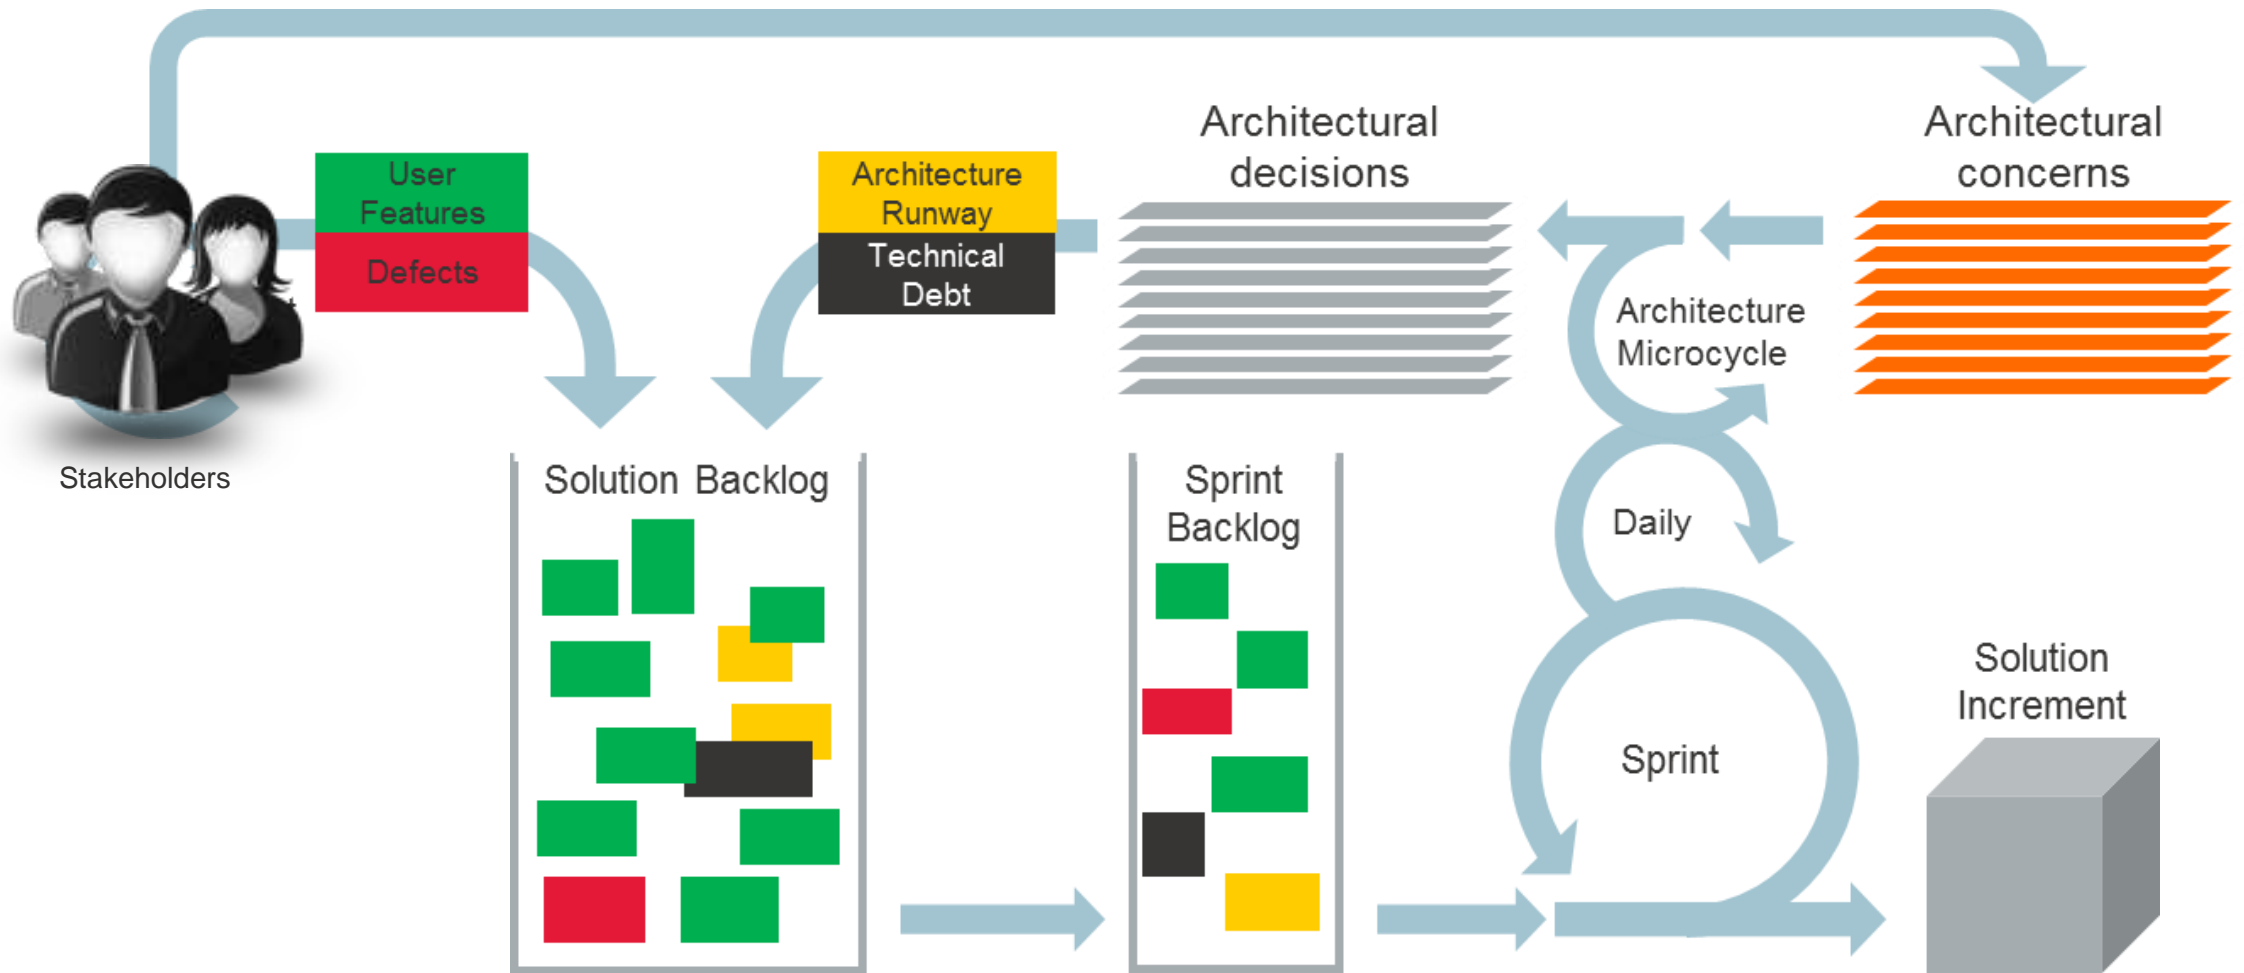 Architectural
decisions
Architectural
concerns
User
Features
Defects
Architecture
Runway
Technical
Debt
Architecture
Microcycle
Stakeholders
Solution Backlog
Sprint
Backlog
Daily
Sprint
Solution
Increment